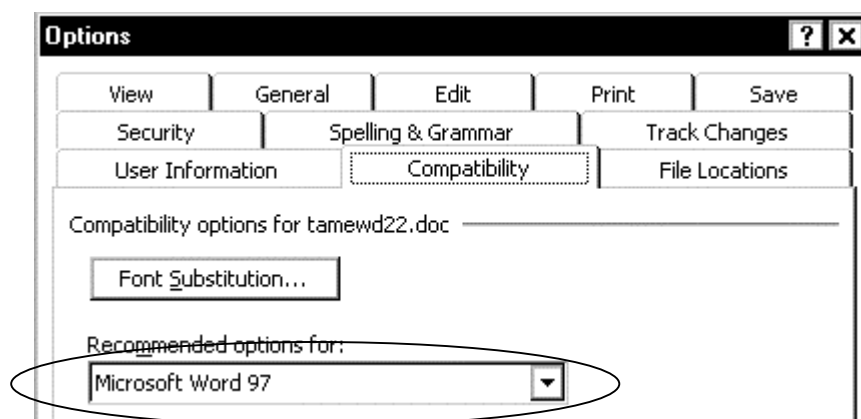 Options
View General Edit Print Save
Security Spelling & Grammar Track Changes
User Information Compatibility File Locations
Compatibility options for tamewd22.doc
Font Substitution...
Recommended options for:
Microsoft Word 97